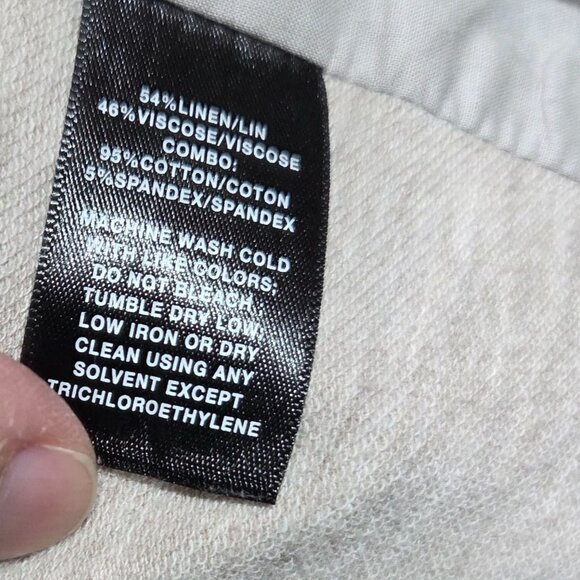 54%LINEN/LIN
46%VISCOSE/VISCOSE
COMBO:
95%COTTON/COTON
5%SPANDEX/SPANDEX
MACHINE WASH COLD
WITH LIKE COLORS;
DO NOT BLEACH,
TUMBLE DRY LOW,
LOW IRON OR DRY
CLEAN USING ANY
SOLVENT EXCEPT
TRICHLOROETHYLENE